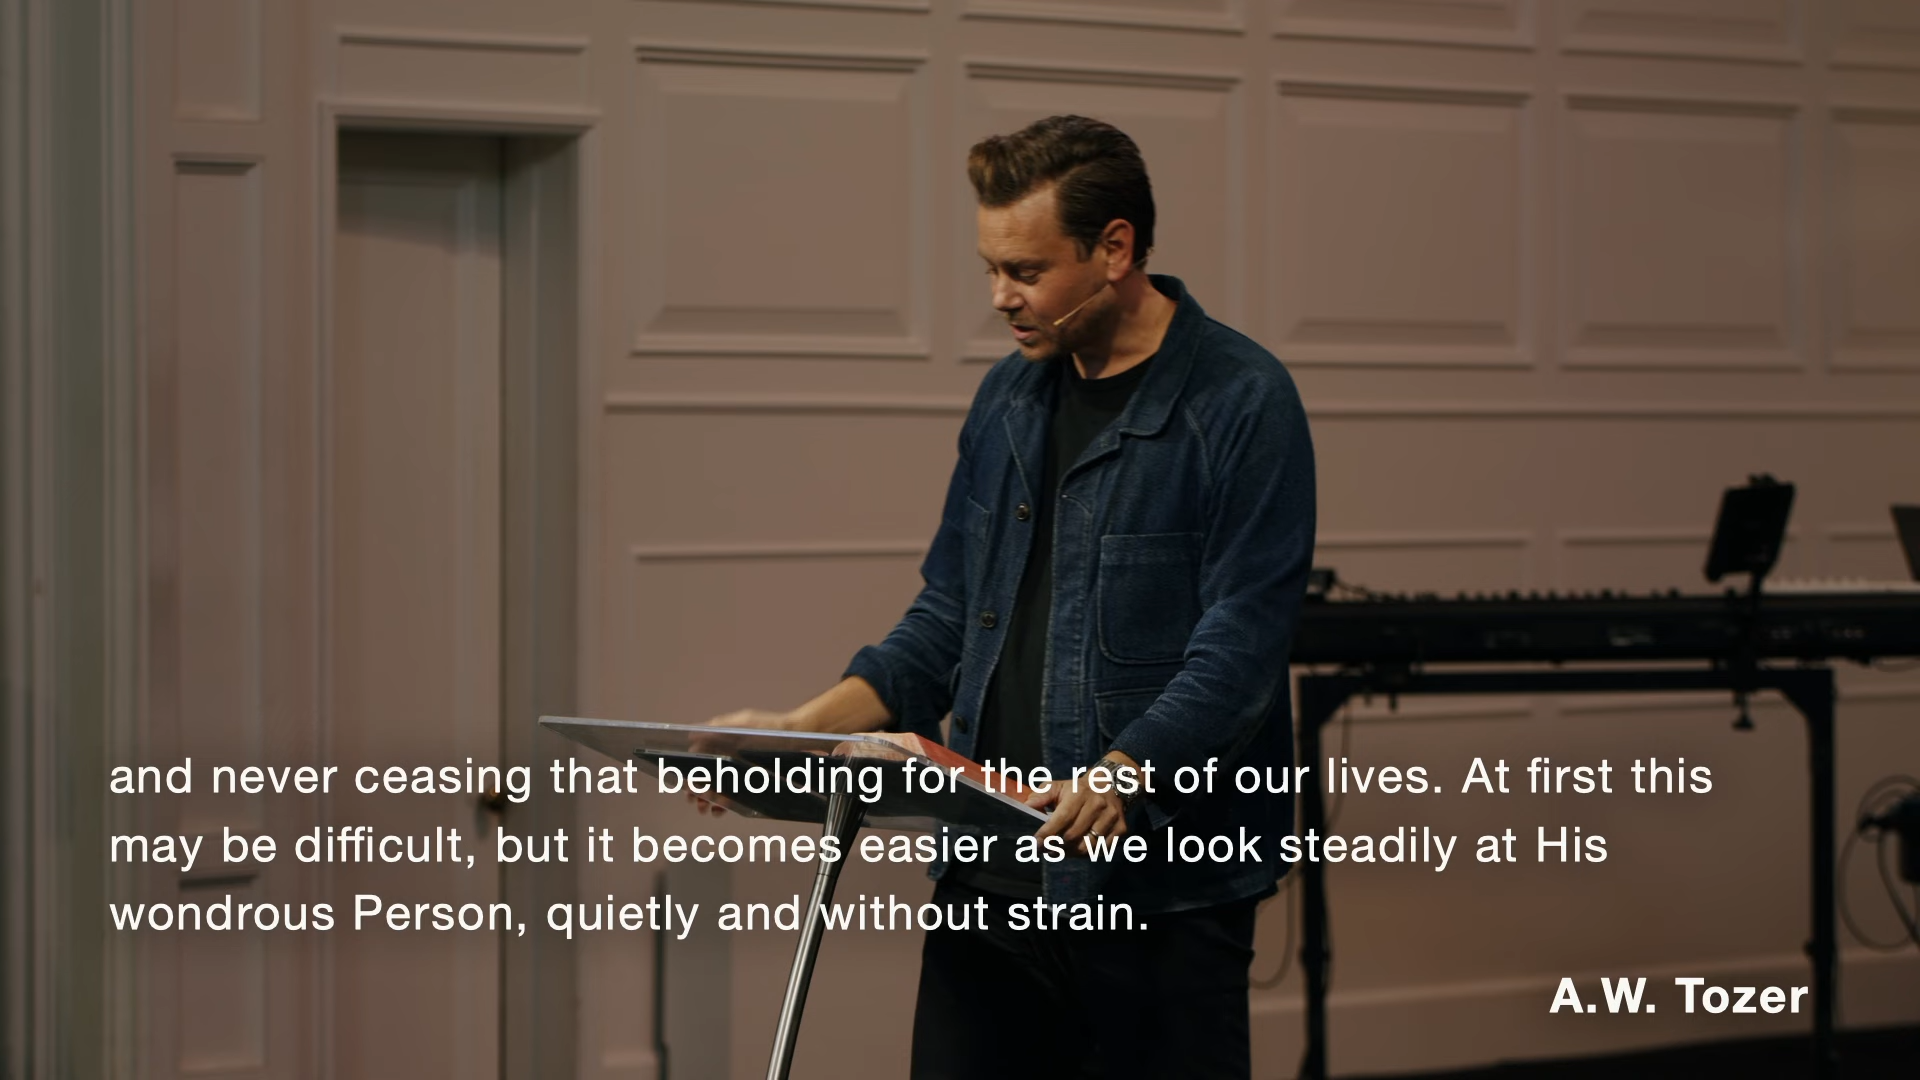 and never ceasing that beholding for the rest of our lives. At first this
may be difficult, but it becomes easier as we look steadily at His
wondrous Person, quietly and without strain.
A.W. Tozer